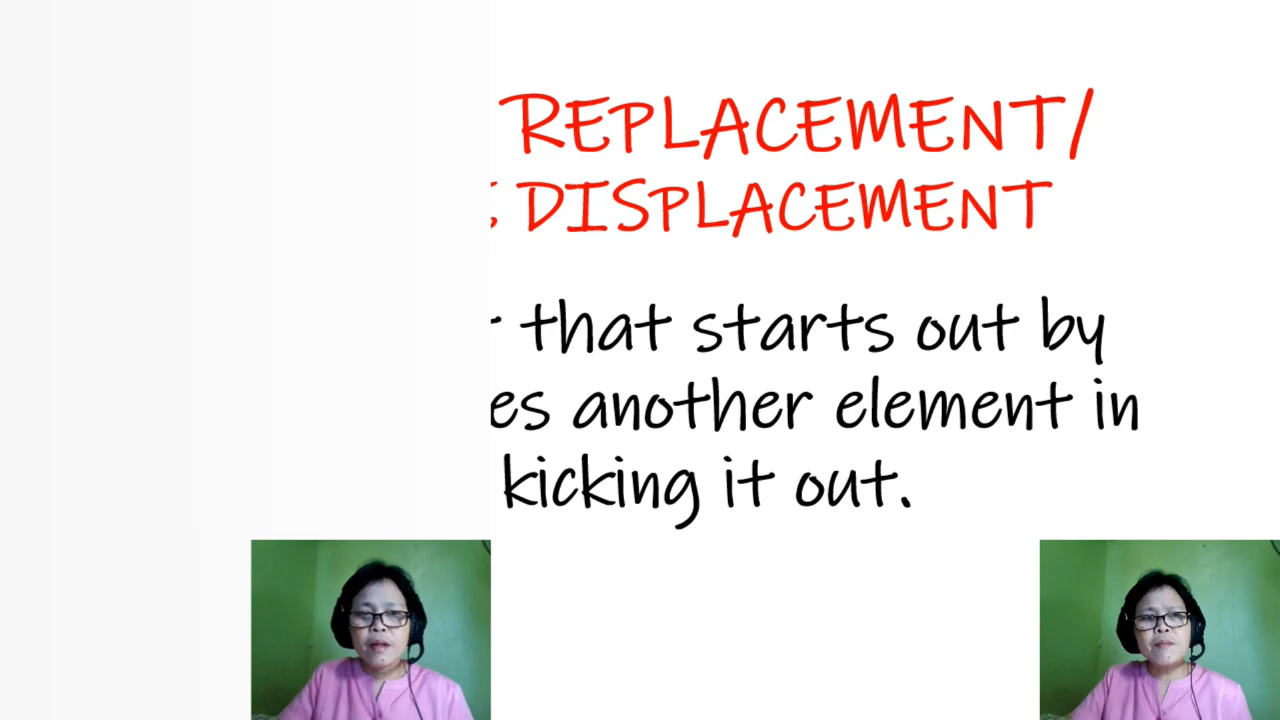 REPLACEMENT/
DISPLACEMENT
that starts out by
es another element in
kicking it out.